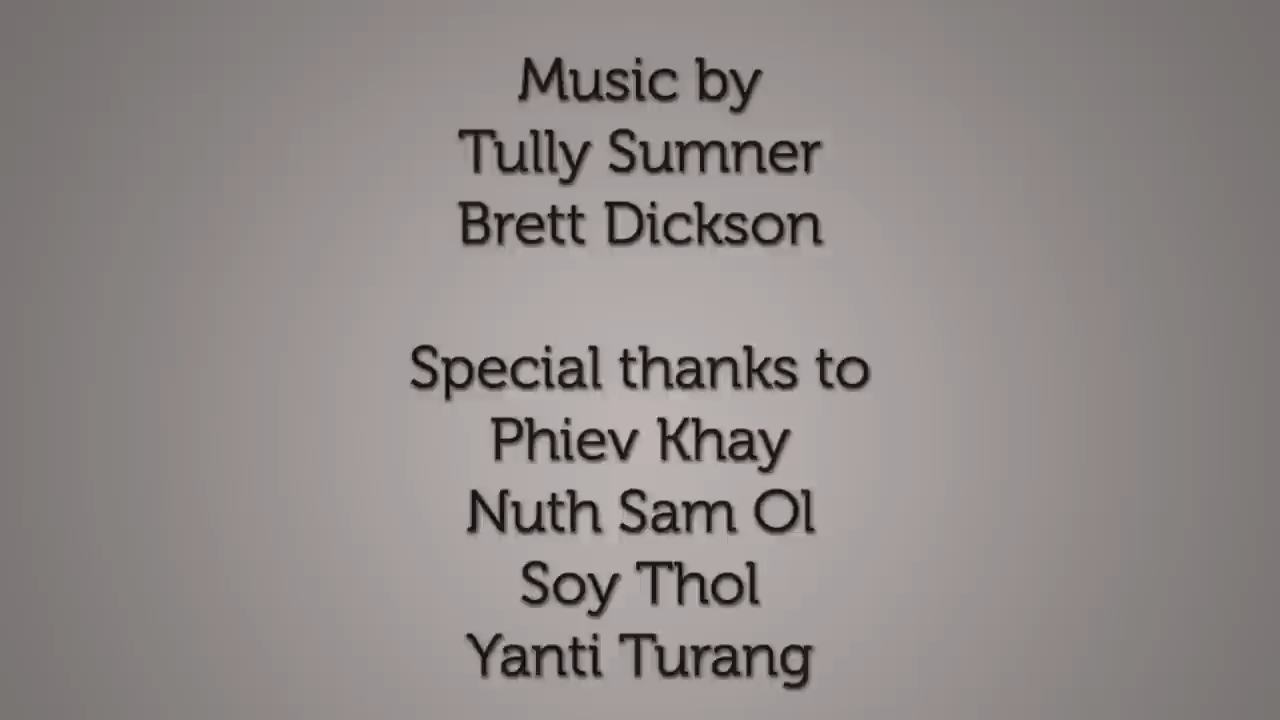 Music by
Tully Sumner
Brett Dickson
Special thanks to
Phiev Khay
Nuth Sam Ol
Soy Thol
Yanti Turang